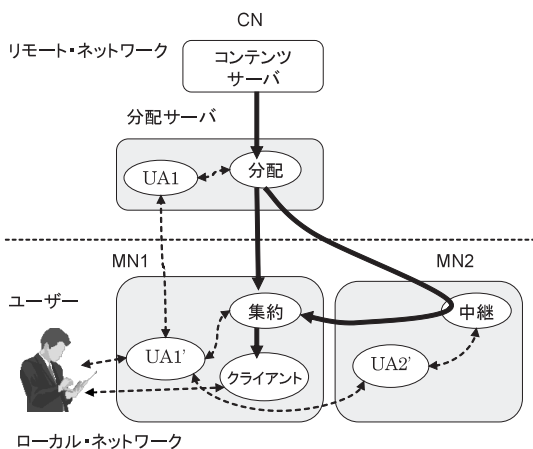 CN
リモート・ネットワーク
コンテンツ
サーバ
分配サーバ
UA1
分配
MN1
MN2
ユーザー
集約
中継
UA1'
UA2'
クライアント
ローカル・ネットワーク